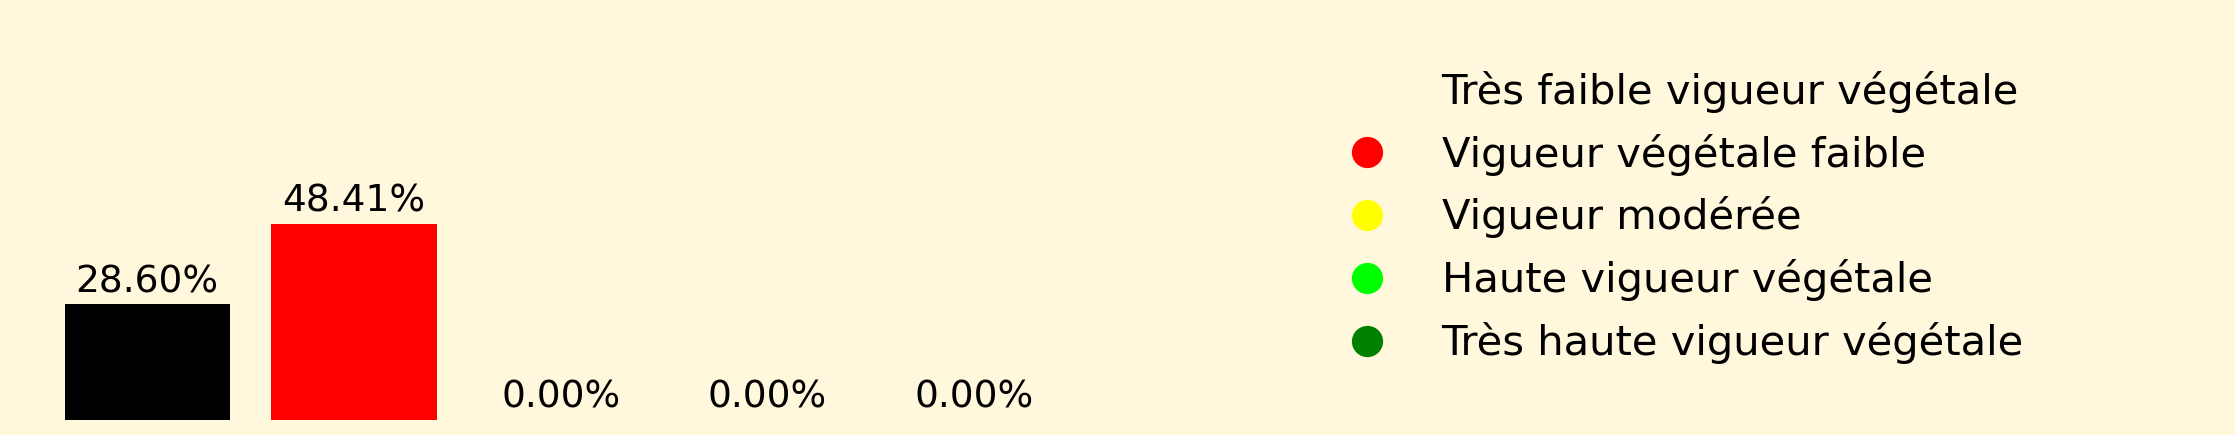 28.60%
48.41%
0.00%
0.00%
0.00%
Très faible vigueur végétale
Vigueur végétale faible
Vigueur modérée
Haute vigueur végétale
Très haute vigueur végétale